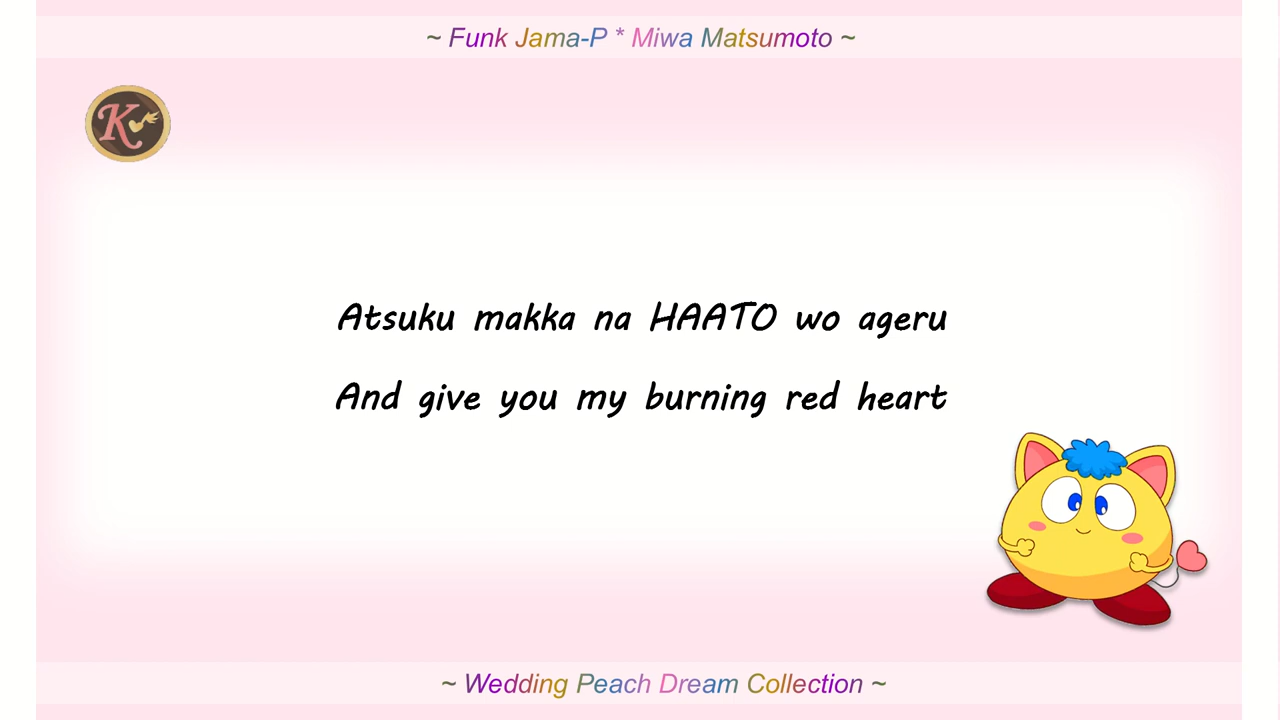 ~ Funk Jama-P * Miwa Matsumoto ~
K
Atsuku makka na HAATO wo ageru
And give you my burning red heart
~ Wedding Peach Dream Collection ~